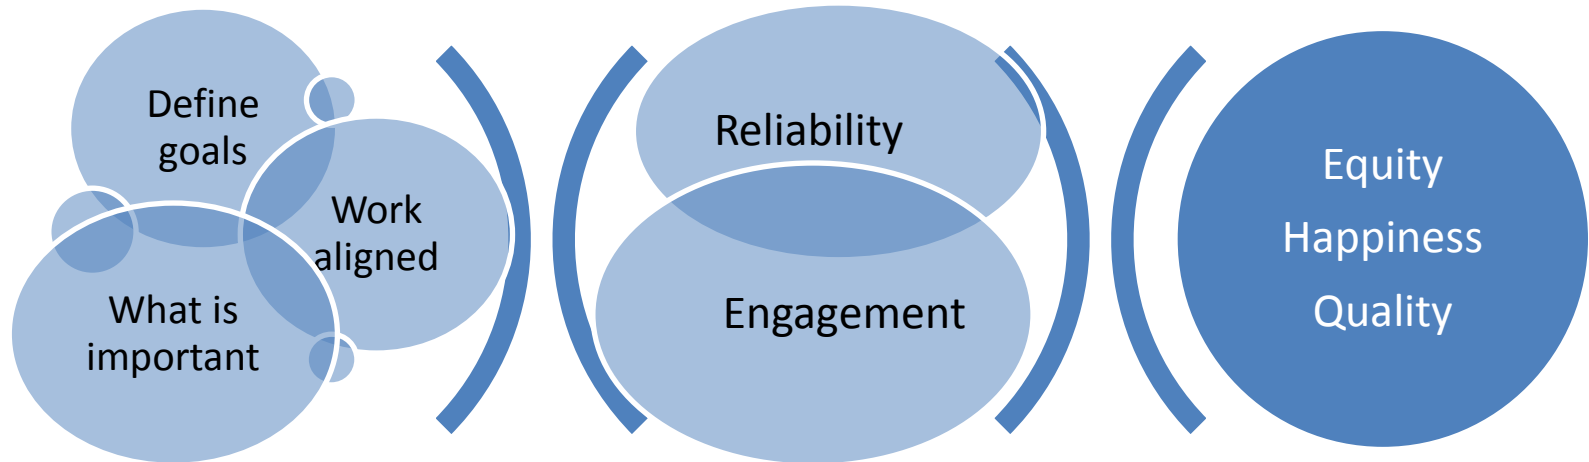 Define
goals
Work
aligned
What is
important
Reliability
Engagement
Equity
Happiness
Quality